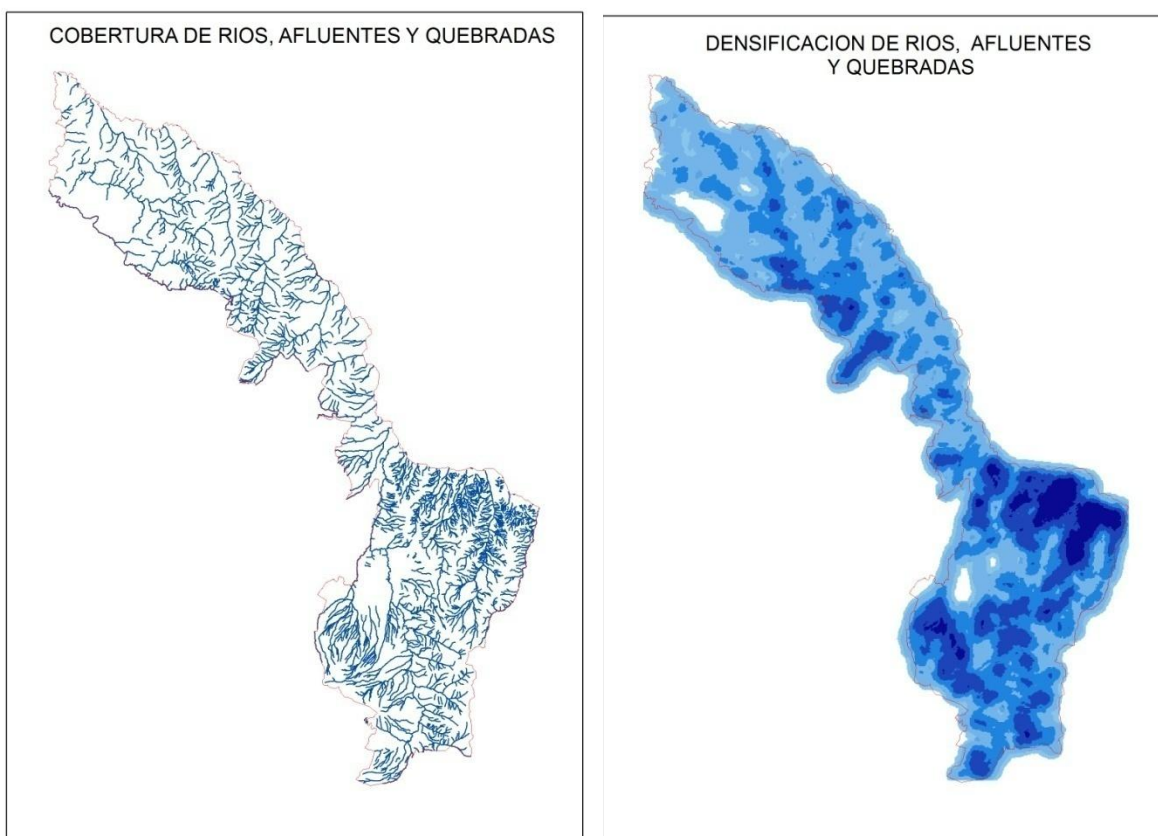 COBERTURA DE RIOS, AFLUENTES Y QUEBRADAS
DENSIFICACION DE RIOS, AFLUENTES
Y QUEBRADAS